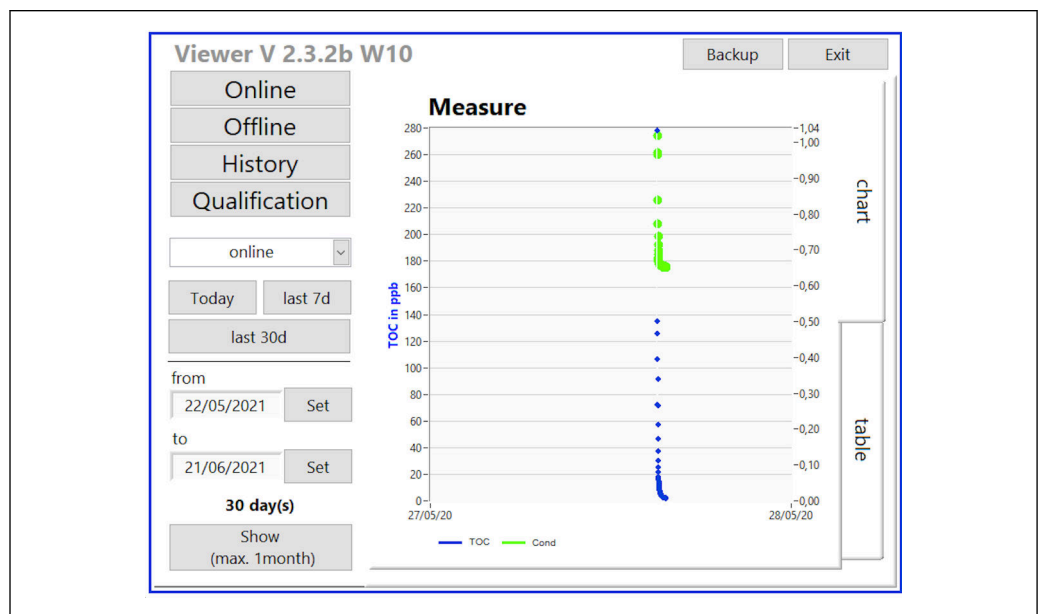 Viewer V 2.3.2b W10
Backup
Exit
Online
Offline
History
Qualification
online
Today
last 7d
last 30d
from
22/05/2021
Set
to
21/06/2021
Set
30 day(s)
Show
(max. 1month)
Measure
TOC in ppb
280
260
240
220
200
180
160
140
120
100
80
60
40
20
0
1,04
1,00
0,90
0,80
0,70
0,60
0,50
0,40
0,30
0,20
0,10
0,00
27/05/20
28/05/20
TOC
Cond
chart
table